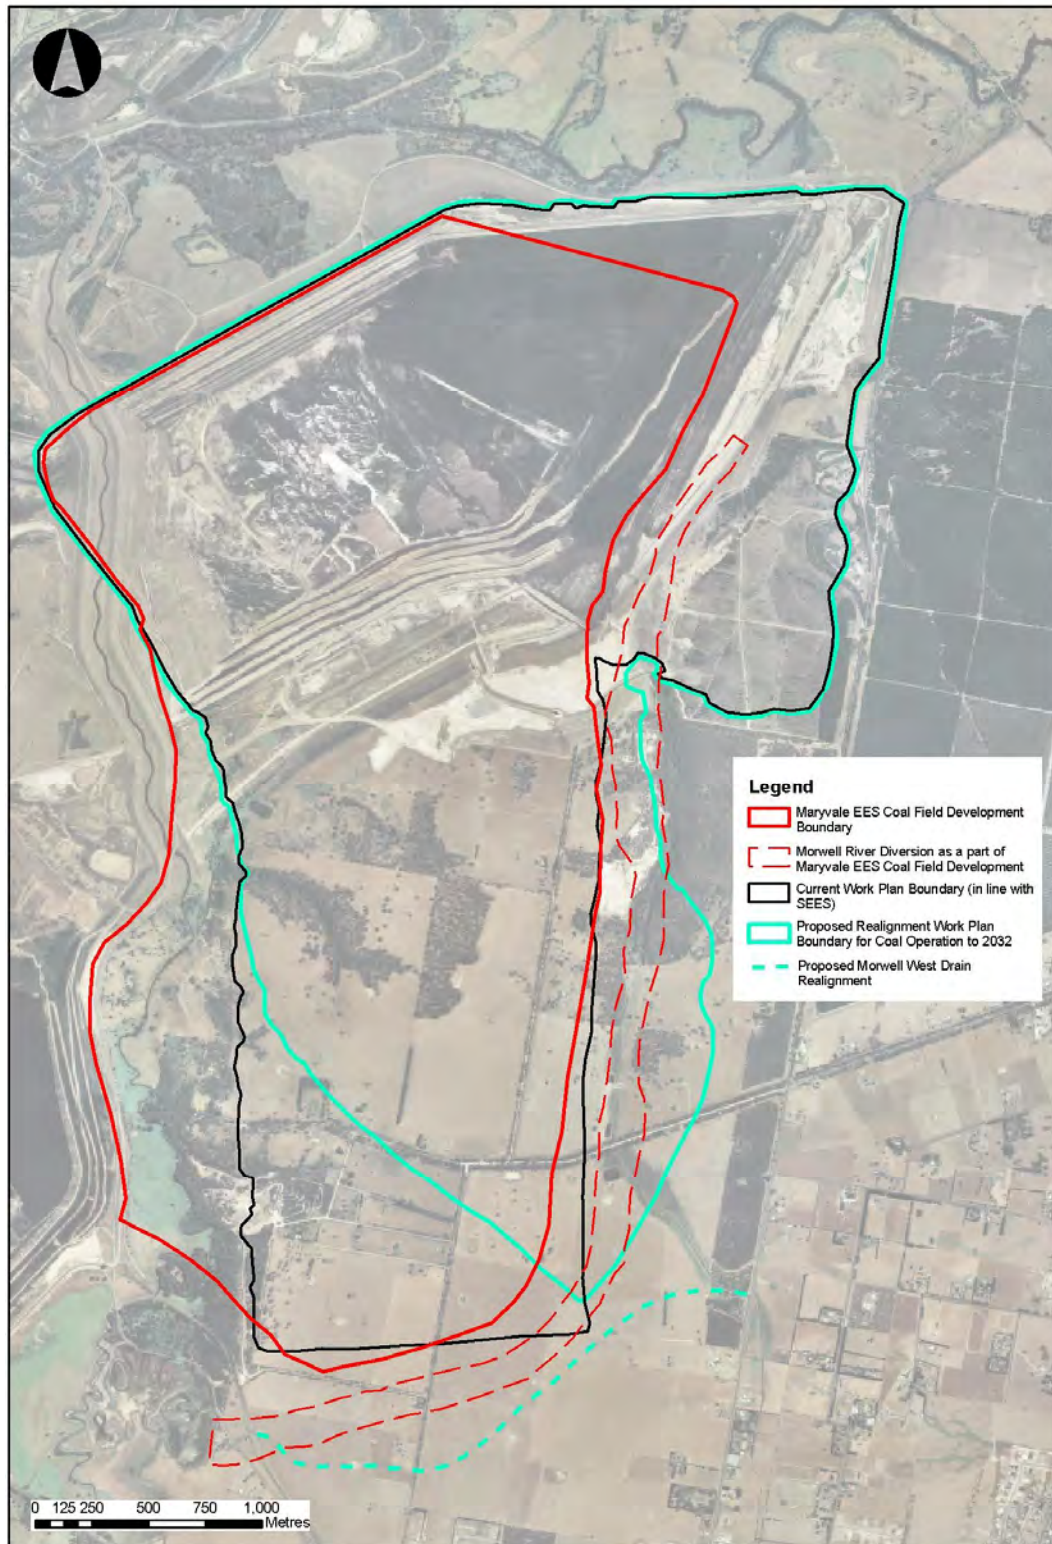 Legend
Maryvale EES Coal Field Development
Boundary
Morwell River Diversion as a part of
Maryvale EES Coal Field Development
Current Work Plan Boundary (in line with
SEES)
Proposed Realignment Work Plan
Boundary for Coal Operation to 2032
Proposed Morwell West Drain
Realignment
0 125 250 500 750 1,000
Metres